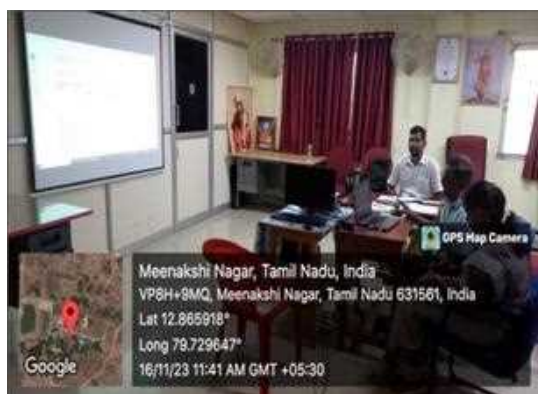 GPS Map Camera
Meenakshi Nagar, Tamil Nadu, India
VP8H+9MQ, Meenakshi Nagar, Tamil Nadu 631561, India
Lat 12.865918°
Long 79.729647°
16/11/23 11:41 AM GMT +05:30
Google